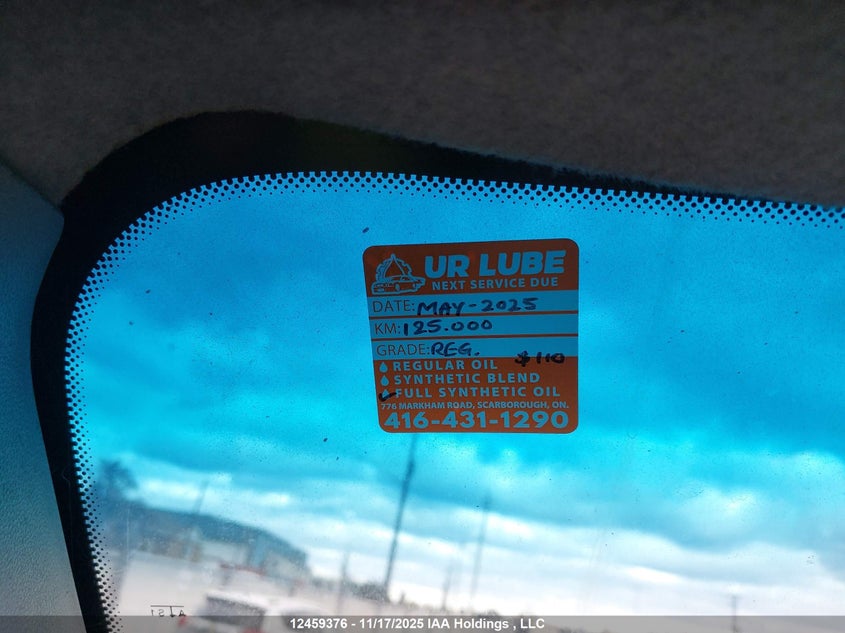 UR LUBE
NEXT SERVICE DUE
DATE: MAY-2025
KM: 125.000
GRADE: REG.
$110
REGULAR OIL
SYNTHETIC BLEND
FULL SYNTHETIC OIL
776 MARKHAM ROAD, SCARBOROUGH, ON.
416-431-1290
12459376 - 11/17/2025 IAA Holdings , LLC